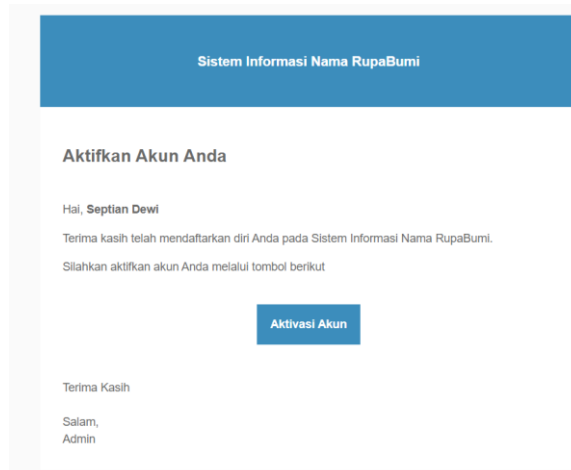 Sistem Informasi Nama RupaBumi
Aktifkan Akun Anda
Hai, Septian Dewi
Terima kasih telah mendaftarkan diri Anda pada Sistem Informasi Nama RupaBumi.
Silahkan aktifkan akun Anda melalui tombol berikut
Aktivasi Akun
Terima Kasih
Salam,
Admin